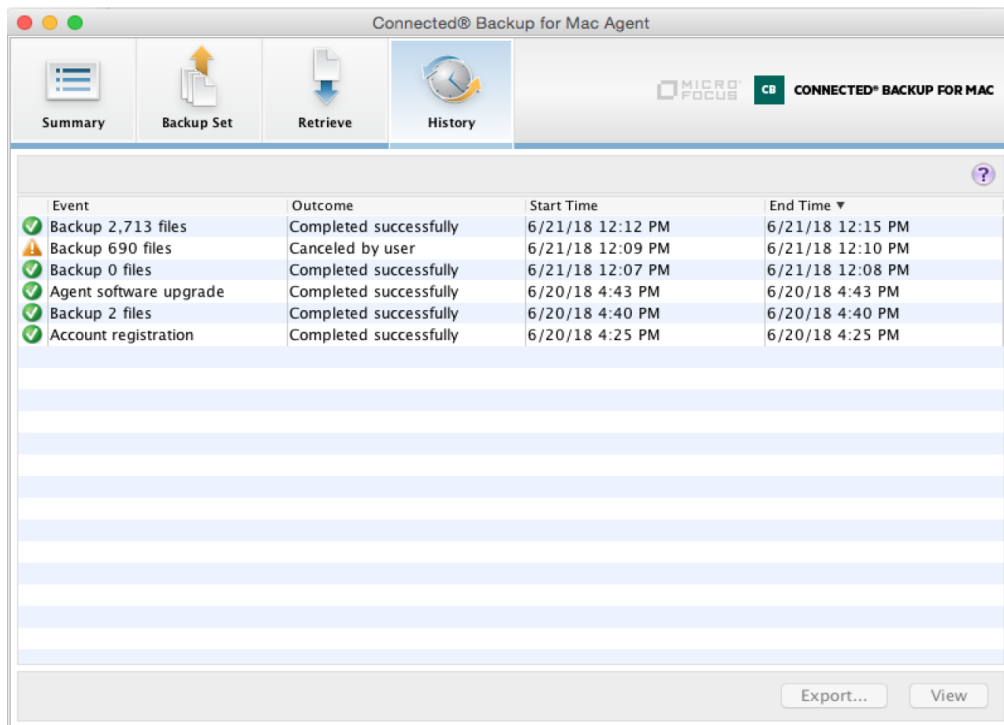 Connected® Backup for Mac Agent
Summary
Backup Set
Retrieve
History
MICRO FOCUS
CB CONNECTED® BACKUP FOR MAC
?
Event Outcome Start Time End Time ▼
Backup 2,713 files Completed successfully 6/21/18 12:12 PM 6/21/18 12:15 PM
Backup 690 files Canceled by user 6/21/18 12:09 PM 6/21/18 12:10 PM
Backup 0 files Completed successfully 6/21/18 12:07 PM 6/21/18 12:08 PM
Agent software upgrade Completed successfully 6/20/18 4:43 PM 6/20/18 4:43 PM
Backup 2 files Completed successfully 6/20/18 4:40 PM 6/20/18 4:40 PM
Account registration Completed successfully 6/20/18 4:25 PM 6/20/18 4:25 PM
Export... View